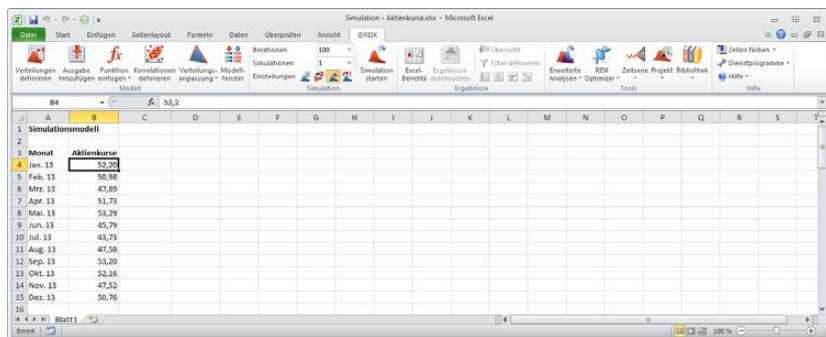 Simulation - Aktienkurse.xlsx - Microsoft Excel
Datei Start Einfügen Seitenlayout Formeln Daten Überprüfen Ansicht @RISK
Verteilungen definieren
Ausgabe hinzufügen
Funktion einfügen
Korrelationen definieren
Verteilungs-anpassung
Modell-fenster
Modell
Iterationen 100
Simulationen 1
Einstellungen
Simulation starten
Simulation
Excel-Berichte
Ergebnisse durchsuchen
Übersicht
Filter definieren
Ergebnisse
Erweiterte Analysen
RISK Optimizer
Zeitserie
Projekt
Bibliothek
Tools
Zellen färben
Dienstprogramme
Hilfe
Hilfe
B4 fx 52,2
A B C D E F G H I J K L M N O P Q R S T
1 Simulationsmodell
2
3 Monat Aktienkurse
4 Jan. 13 52,20
5 Feb. 13 50,98
6 Mrz. 13 47,89
7 Apr. 13 51,73
8 Mai. 13 53,29
9 Jun. 13 45,79
10 Jul. 13 43,73
11 Aug. 13 47,58
12 Sep. 13 53,20
13 Okt. 13 52,16
14 Nov. 13 47,52
15 Dez. 13 50,76
16
Blatt1
Bereit 100 %